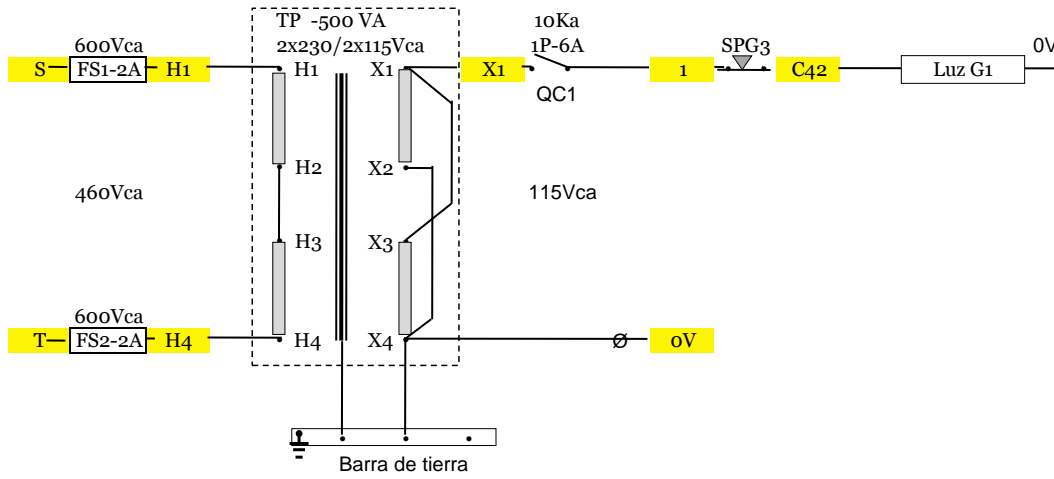 TP -500 VA
2x230/2x115Vca
10Ka
1P-6A
600Vca
SPG3
0V
S FS1-2A H1
H1 X1
X1
1
C42
Luz G1
QC1
H2 X2
460Vca
115Vca
H3 X3
600Vca
T FS2-2A H4
H4 X4
Ø 0V
Barra de tierra